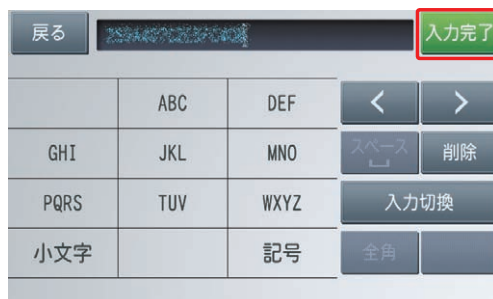 戻る 入力完了
ABC DEF < >
GHI JKL MNO スペース 削除
PQRS TUV WXYZ 入力切換
小文字 記号 全角